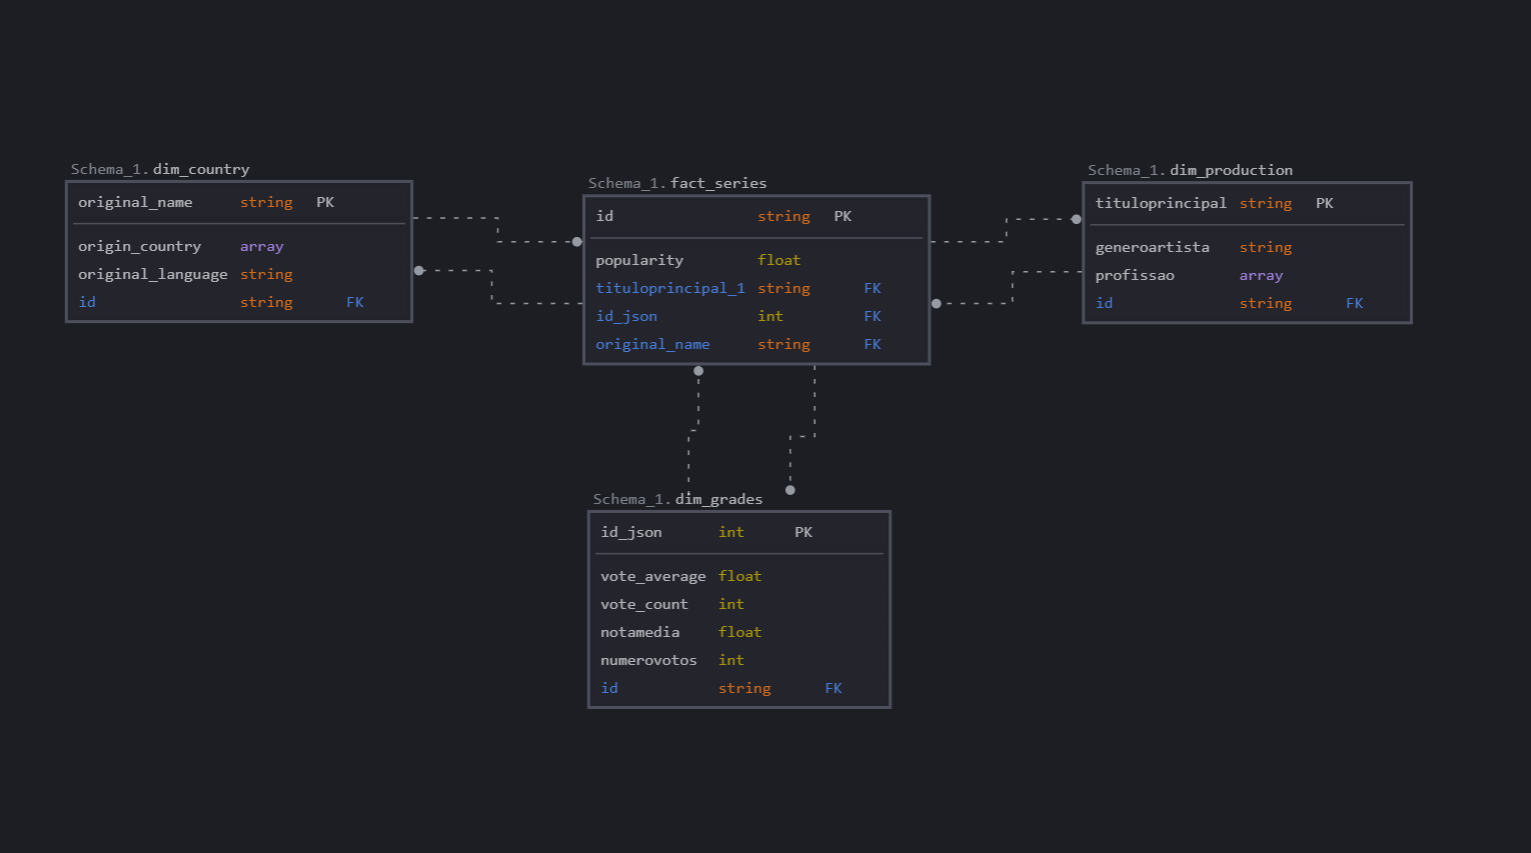 Schema_1.dim_country
original_name string PK
origin_country array
original_language string
id string FK
Schema_1.fact_series
id string PK
popularity float
tituloprincipal_1 string FK
id_json int FK
original_name string FK
Schema_1.dim_production
tituloprincipal string PK
generoartista string
profissao array
id string FK
Schema_1.dim_grades
id_json int PK
vote_average float
vote_count int
notamedia float
numerovotos int
id string FK